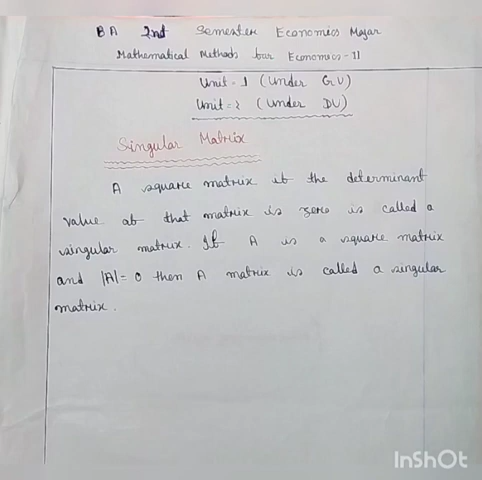 BA 2nd Semester Economics Major
Mathematical Methods for Economics - II
Unit - 1 (Under GU)
Unit = 2 (Under DU)
Singular Matrix
A square matrix if the determinant
value of that matrix is zero is called a
singular matrix. If A is a square matrix
and |A| = 0 then A matrix is called a singular
matrix.
InShOt